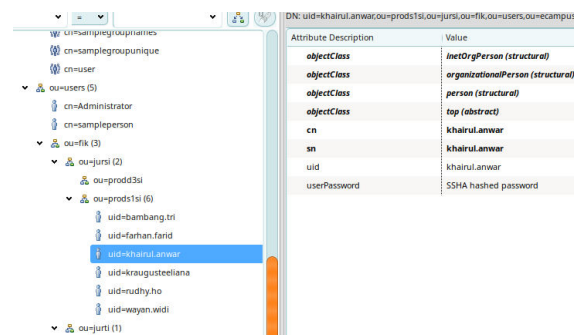 =
DN: uid=khairul.anwar,ou=prods1si,ou=jursi,ou=fik,ou=users,ou=ecampus
cn=samplegroupnames
cn=samplegroupunique
cn=user
ou=users (5)
cn=Administrator
cn=sampleperson
ou=fik (3)
ou=jursi (2)
ou=prodd3si
ou=prods1si (6)
uid=bambang.tri
uid=farhan.farid
uid=khairul.anwar
uid=kraugusteeliana
uid=rudhy.ho
uid=wayan.widi
ou=jurti (1)
Attribute Description Value
objectClass inetOrgPerson (structural)
objectClass organizationalPerson (structural)
objectClass person (structural)
objectClass top (abstract)
cn khairul.anwar
sn khairul.anwar
uid khairul.anwar
userPassword SSHA hashed password